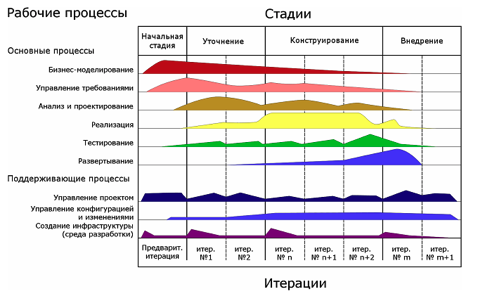 Рабочие процессы
Стадии
Начальная
стадия
Уточнение
Конструирование
Внедрение
Основные процессы
Бизнес-моделирование
Управление требованиями
Анализ и проектирование
Реализация
Тестирование
Развертывание
Поддерживающие процессы
Управление проектом
Управление конфигурацией
и изменениями
Создание инфраструктуры
(среда разработки)
Предварит.
итерация
итер.
№1
итер.
№2
итер.
№ n
итер.
№ n+1
итер.
№ n+2
итер.
№ m
итер.
№ m+1
Итерации